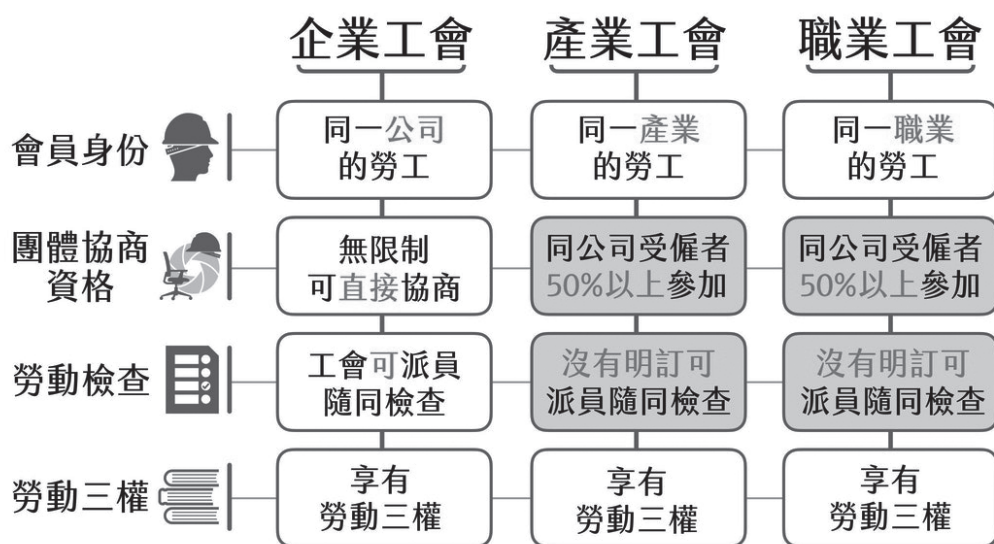 企業工會
產業工會
職業工會
會員身份
同一公司
的勞工
同一產業
的勞工
同一職業
的勞工
團體協商
資格
無限制
可直接協商
同公司受僱者
50%以上參加
同公司受僱者
50%以上參加
勞動檢查
工會可派員
隨同檢查
沒有明訂可
派員隨同檢查
沒有明訂可
派員隨同檢查
勞動三權
享有
勞動三權
享有
勞動三權
享有
勞動三權